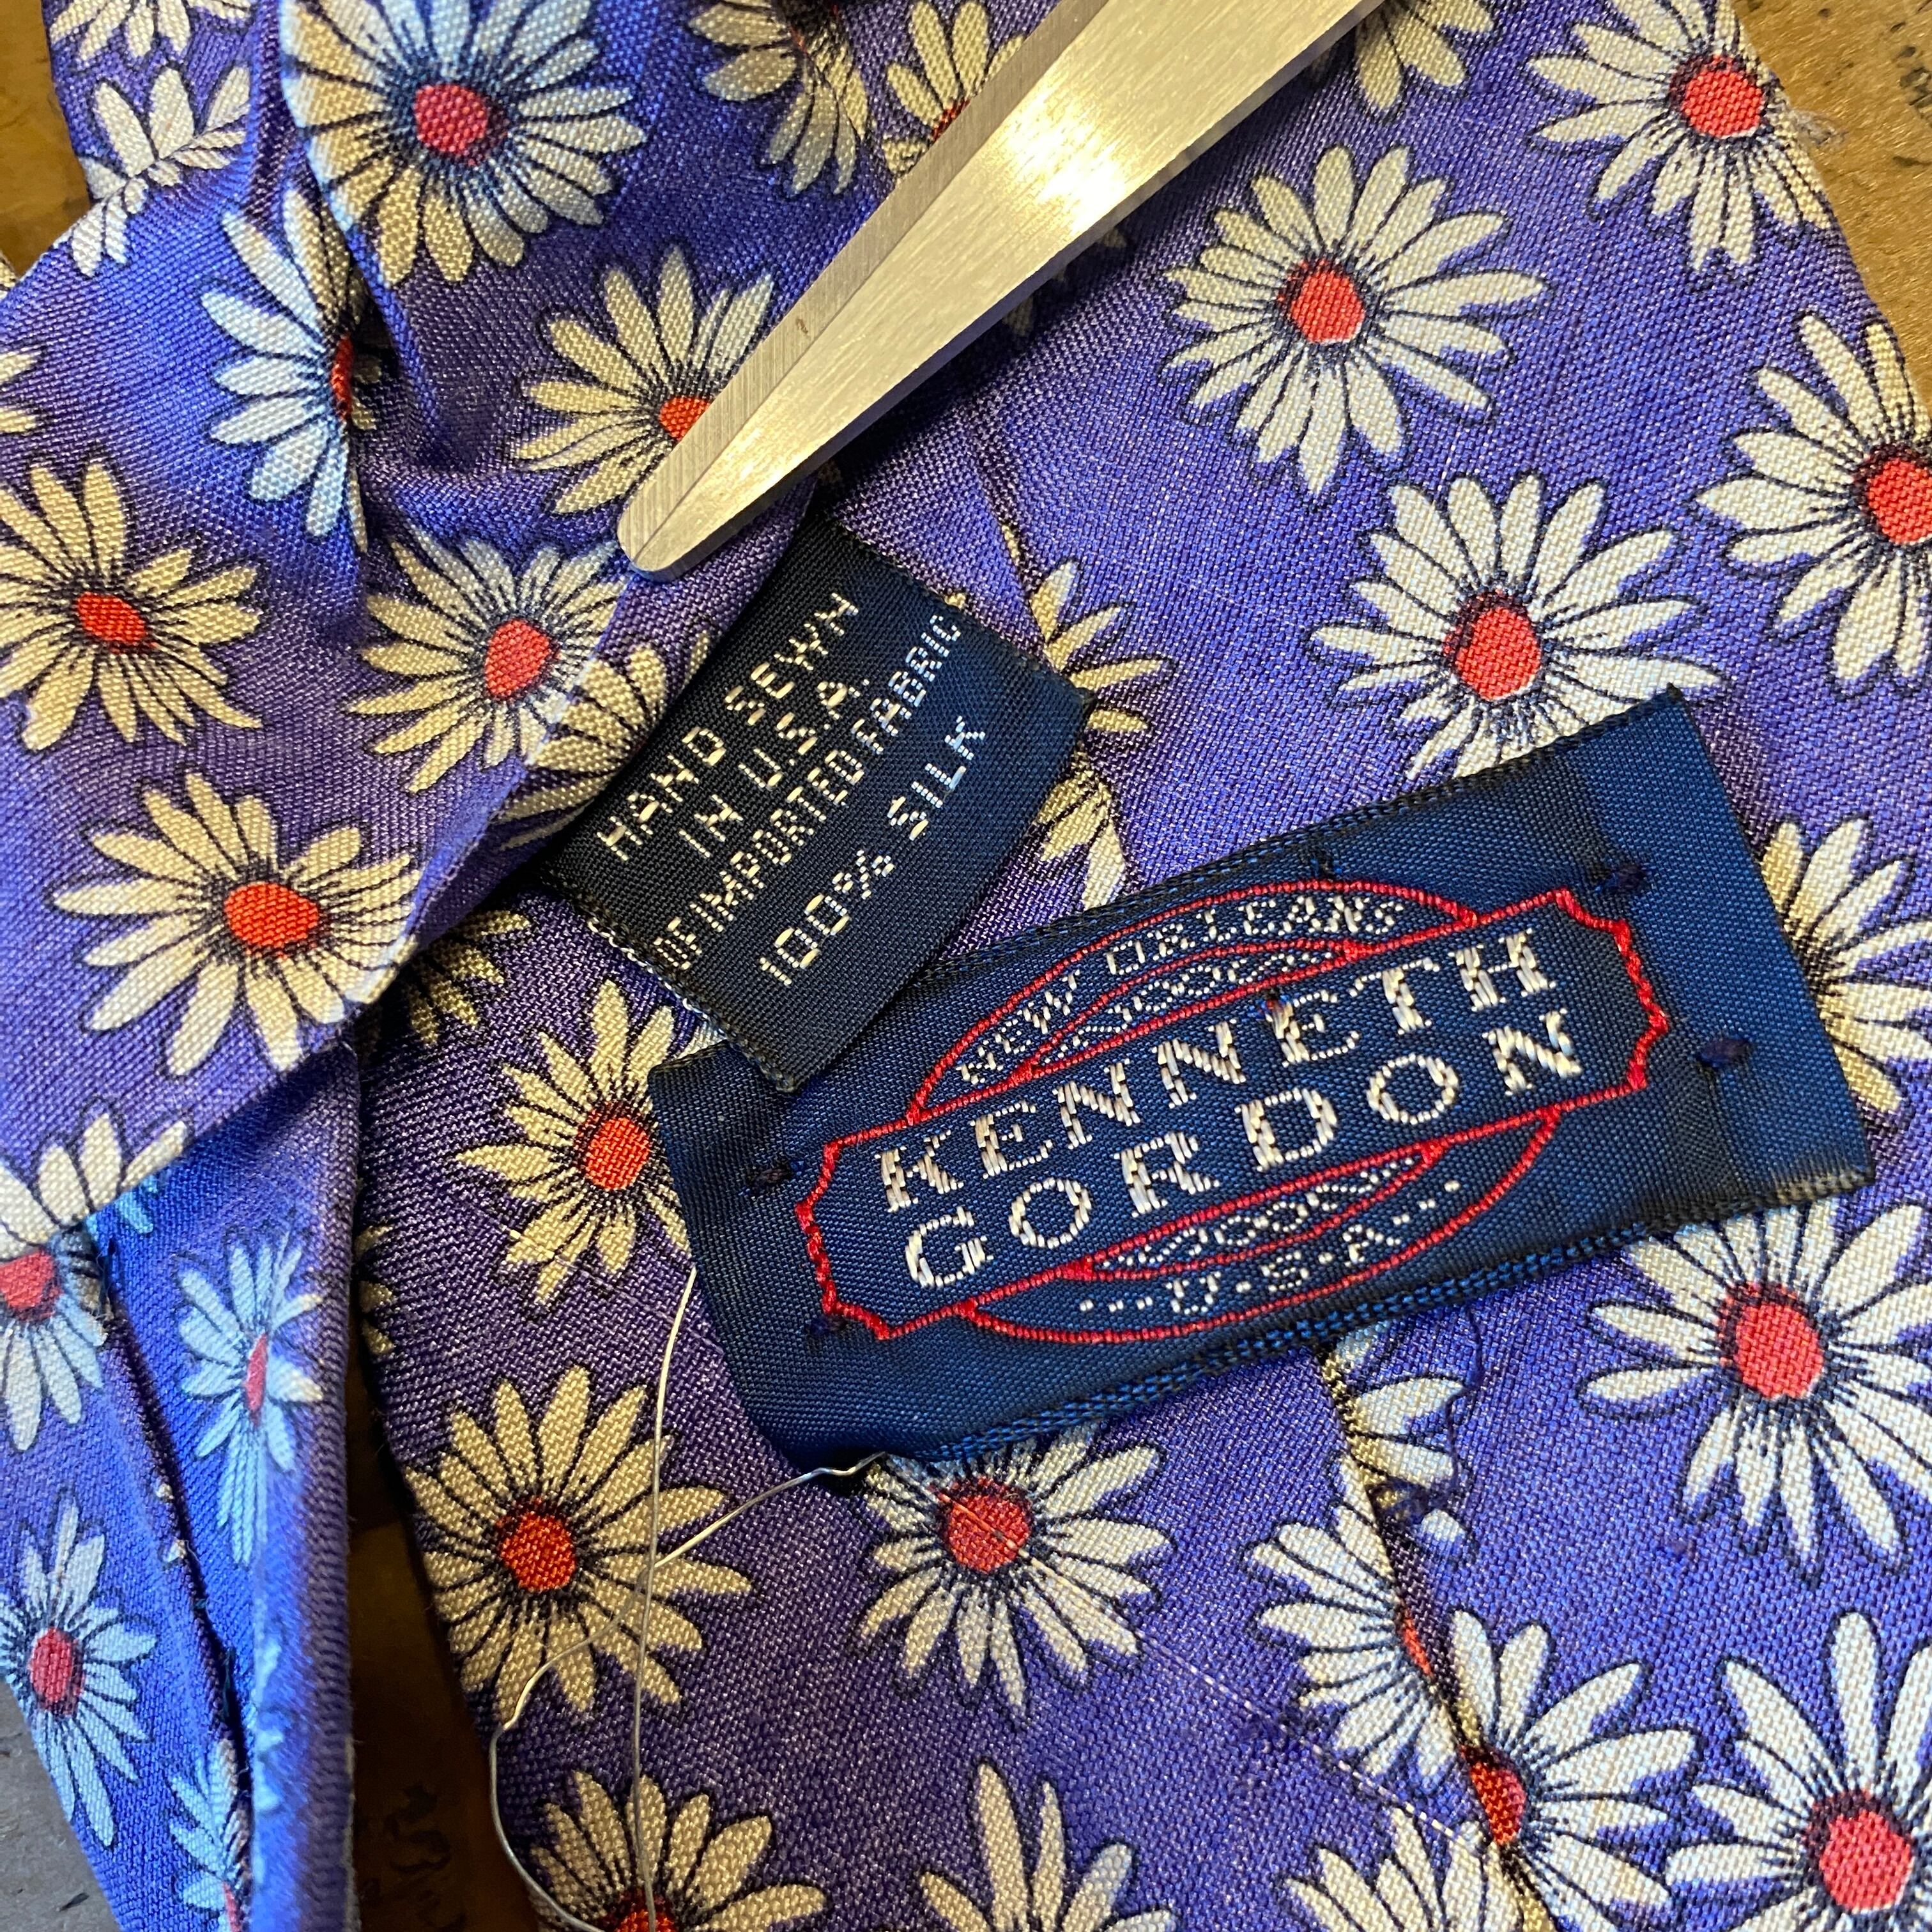 HAND SEWN
IN U.S.A.
OF IMPORTED FABRIC
100% SILK
NEW ORLEANS
KENNETH
GORDON
U.S.A.